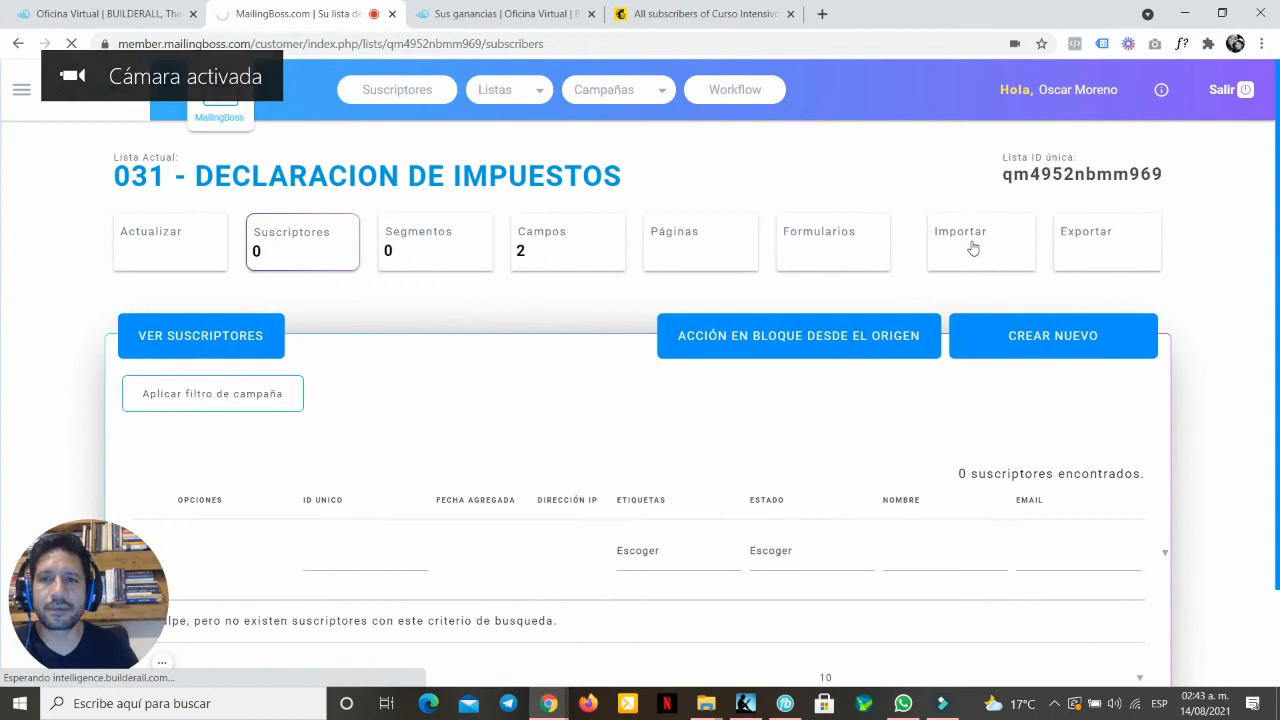 Oficina Virtual | BUILDERALL, The
MailingBoss - Su lista de
Sus ganancias | Oficina Virtual | B
All subscribers of Curso Intensivo
member.mailingboss.com/customer/index.php/lists/qm4952nbmm969/subscribers
Cámara activada
MailingBoss
Suscriptores
Listas
Campañas
Workflow
Hola, Oscar Moreno
Salir
Lista Actual:
031 - DECLARACION DE IMPUESTOS
Lista ID única:
qm4952nbmm969
Actualizar
Suscriptores
0
Segmentos
0
Campos
2
Páginas
Formularios
Importar
Exportar
VER SUSCRIPTORES
ACCIÓN EN BLOQUE DESDE EL ORIGEN
CREAR NUEVO
Aplicar filtro de campaña
0 suscriptores encontrados.
OPCIONES
ID UNICO
FECHA AGREGADA
DIRECCIÓN IP
ETIQUETAS
ESTADO
NOMBRE
EMAIL
Escoger
Escoger
lpe, pero no existen suscriptores con este criterio de busqueda.
Esperando intelligence.builderall.com...
10
Escribe aquí para buscar
17°C
ESP
02:43 a. m.
14/08/2021